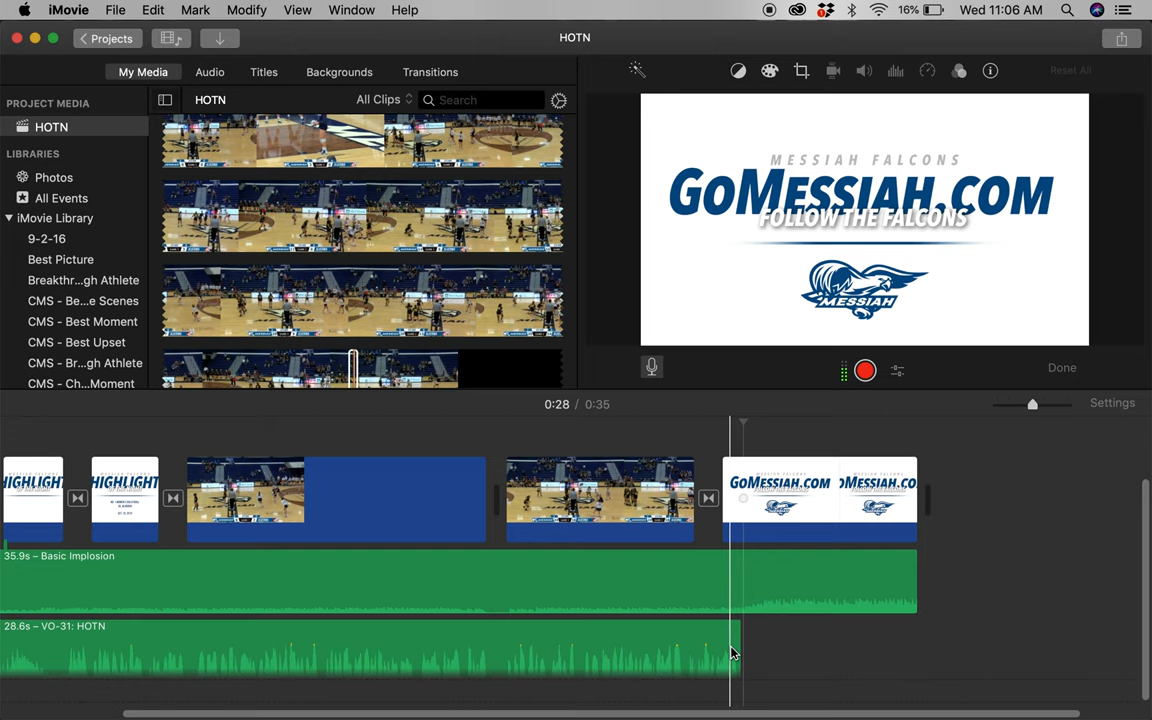 iMovie File Edit Mark Modify View Window Help
1 16% Wed 11:06 AM
Projects
HOTN
My Media Audio Titles Backgrounds Transitions
Reset All
PROJECT MEDIA
HOTN
All Clips
Search
HOTN
LIBRARIES
Photos
All Events
iMovie Library
9-2-16
Best Picture
Breakthr...gh Athlete
CMS - Be...e Scenes
CMS - Best Moment
CMS - Best Upset
CMS - Br...gh Athlete
CMS - Ch...Moment
MESSIAH FALCONS
GOMESSIAH.COM
FOLLOW THE FALCONS
MESSIAH
Done
0:28 / 0:35
Settings
HIGHLIGHT
HIGHLIGHT
GOMESSIAH.COM
35.9s – Basic Implosion
28.6s – VO-31: HOTN